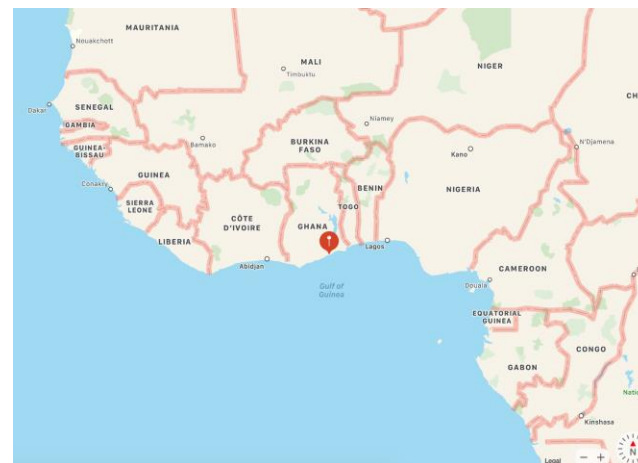 MAURITANIA
Nouakchott
MALI
Timbuktu
NIGER
CH
Dakar
SENEGAL
GAMBIA
GUINEA-
BISSAU
Bamako
Niamey
BURKINA
FASO
Kano
N'Djamena
Conakry
GUINEA
BENIN
NIGERIA
SIERRA
LEONE
TOGO
CÔTE
D'IVOIRE
GHANA
LIBERIA
Abidjan
Lagos
CAMEROON
Gulf of
Guinea
Douala
EQUATORIAL
GUINEA
CONGO
GABON
Natio
Kinshasa
Legal
− +
N